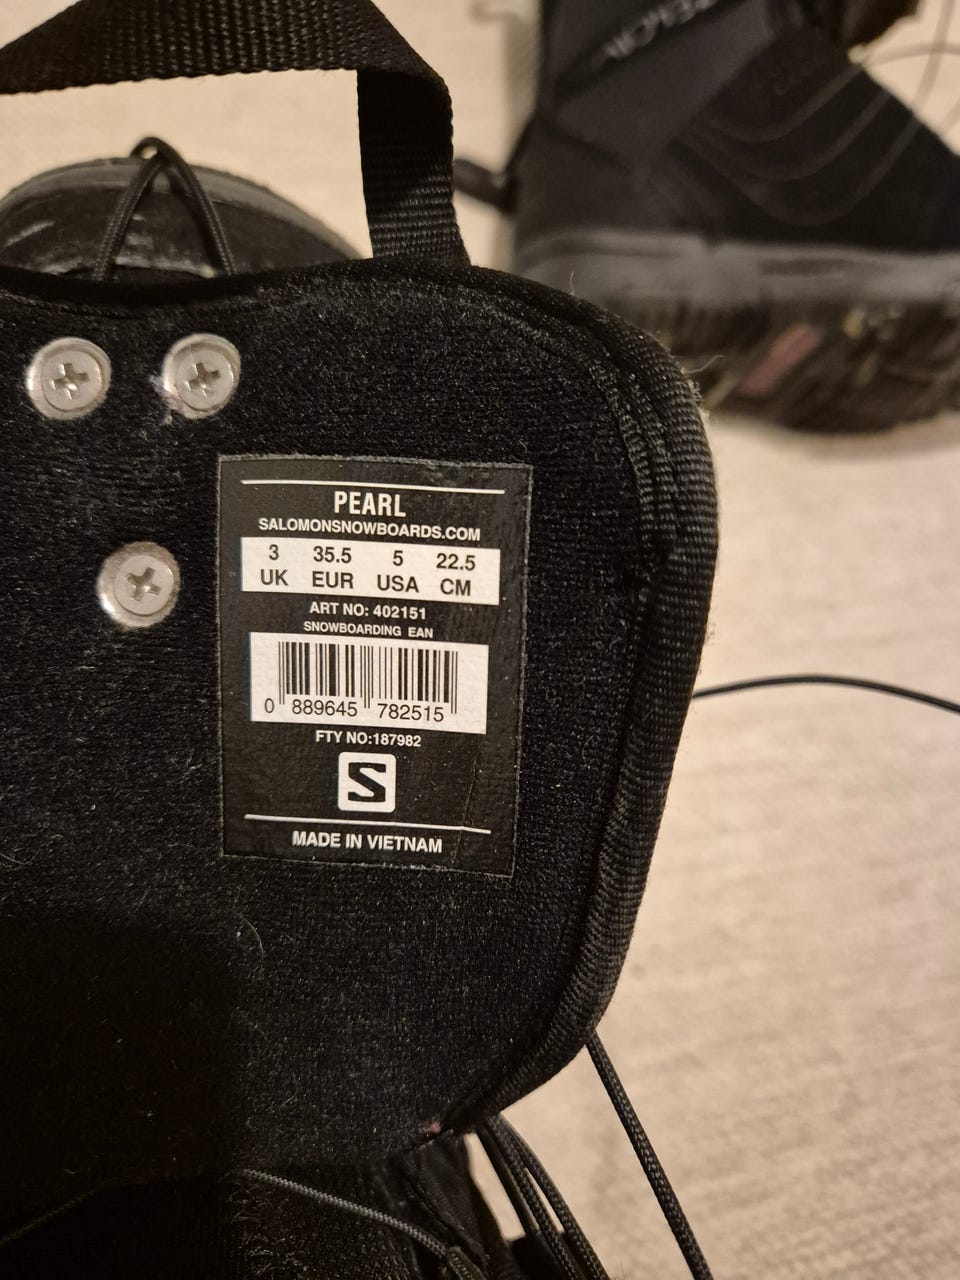 PEARL
SALOMONSNOWBOARDS.COM
3 35.5 5 22.5
UK EUR USA CM
ART NO: 402151
SNOWBOARDING EAN
0 889645 782515
FTY NO:187982
S
MADE IN VIETNAM